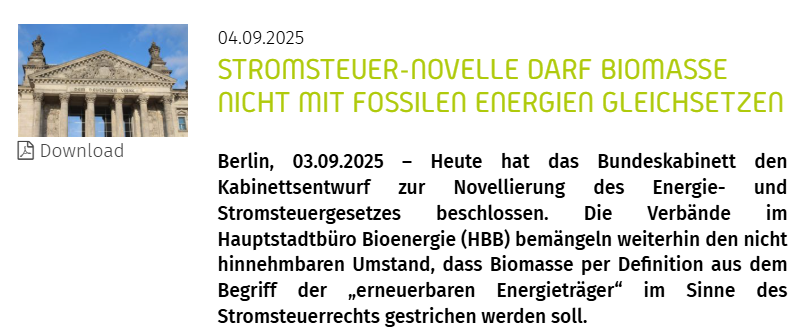 04.09.2025
STROMSTEUER-NOVELLE DARF BIOMASSE
NICHT MIT FOSSILEN ENERGIEN GLEICHSETZEN
Download
Berlin, 03.09.2025 – Heute hat das Bundeskabinett den
Kabinettsentwurf zur Novellierung des Energie- und
Stromsteuergesetzes beschlossen. Die Verbände im
Hauptstadtbüro Bioenergie (HBB) bemängeln weiterhin den nicht
hinnehmbaren Umstand, dass Biomasse per Definition aus dem
Begriff der „erneuerbaren Energieträger“ im Sinne des
Stromsteuerrechts gestrichen werden soll.